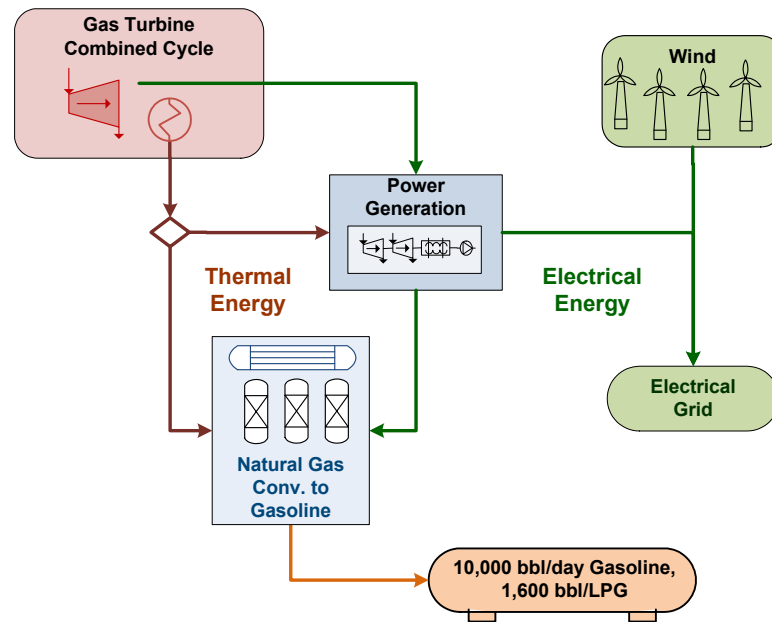 Gas Turbine
Combined Cycle
Wind
Power
Generation
Thermal
Energy
Electrical
Energy
Electrical
Grid
Natural Gas
Conv. to
Gasoline
10,000 bbl/day Gasoline,
1,600 bbl/LPG